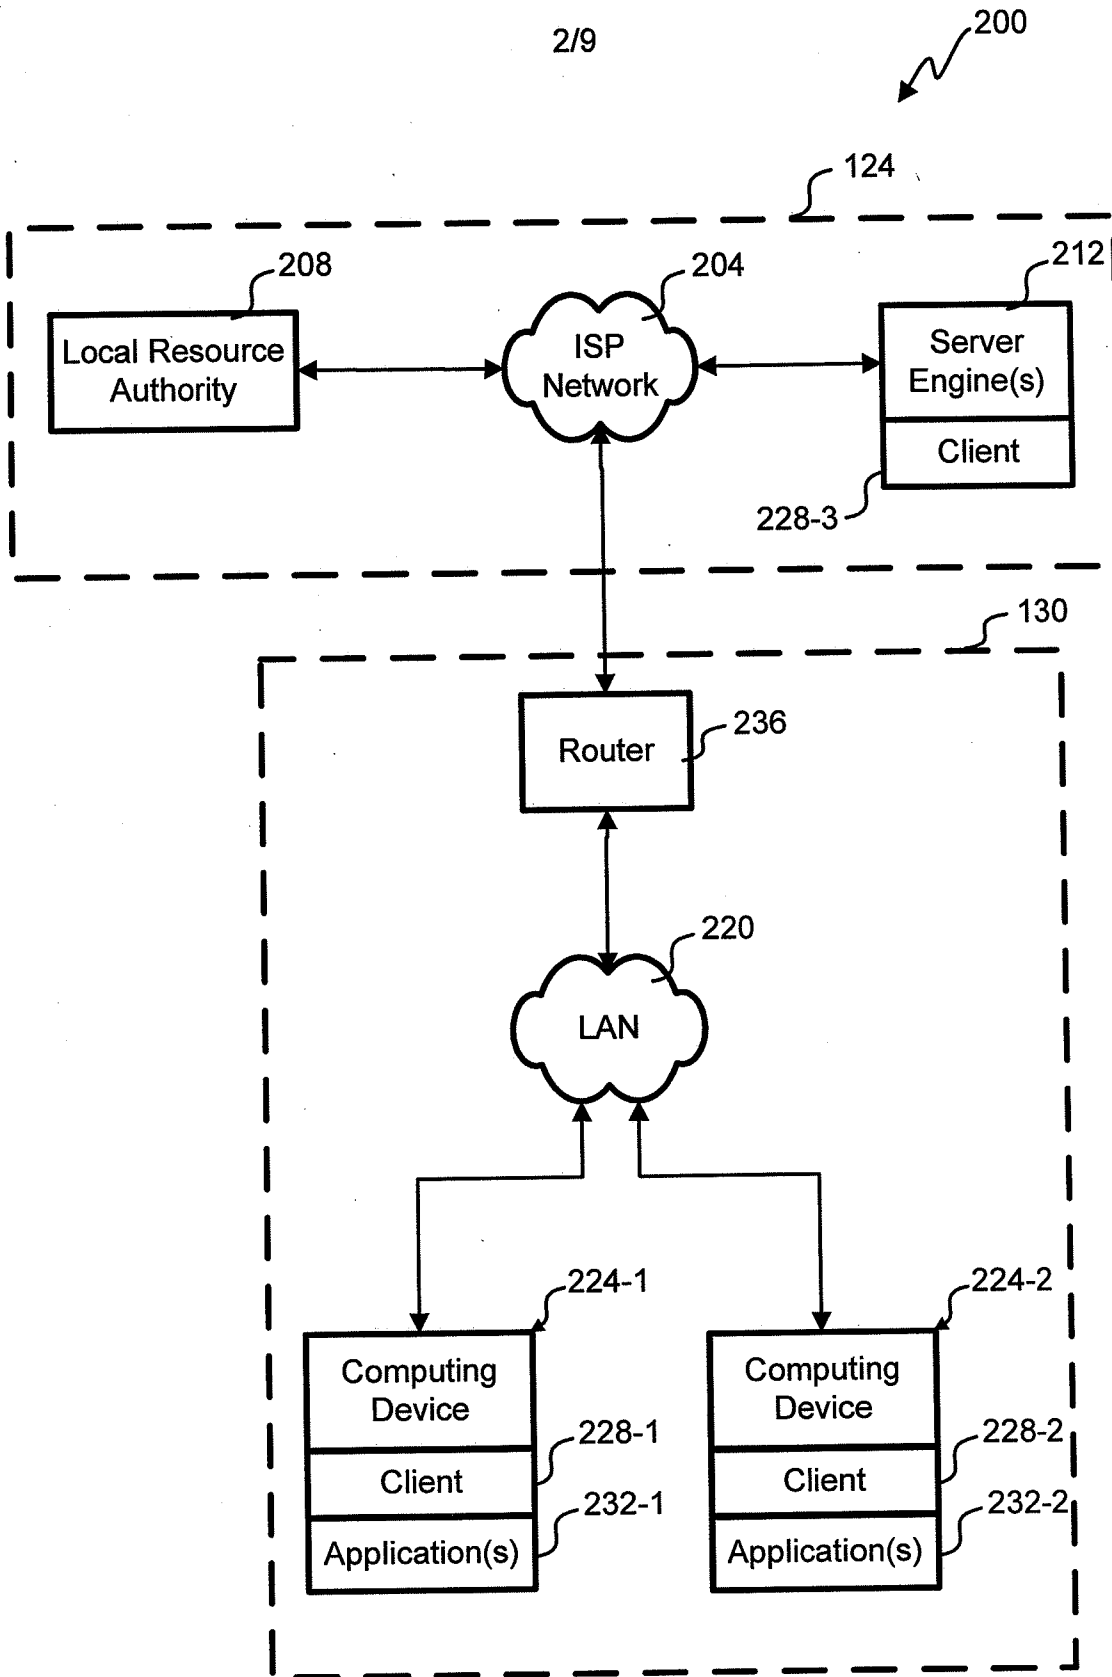 2/9
200
124
208
204
212
Local Resource
Authority
ISP
Network
Server
Engine(s)
Client
228-3
130
Router
236
220
LAN
224-1
224-2
Computing
Device
Computing
Device
228-1
228-2
Client
Client
232-1
232-2
Application(s)
Application(s)